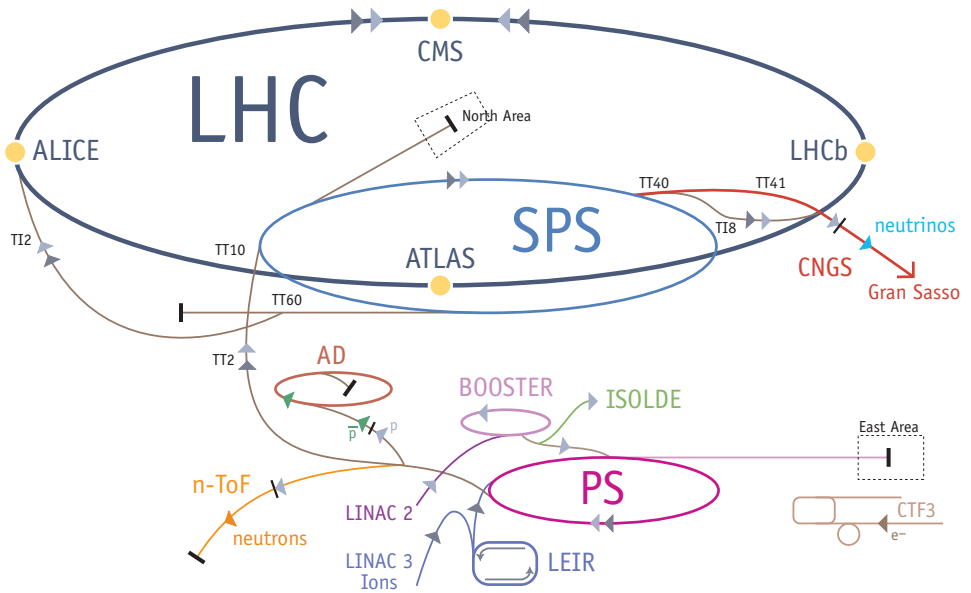 CMS
LHC
North Area
ALICE
LHCb
TT40
TT41
SPS
neutrinos
TI2
TT10
TI8
ATLAS
CNGS
Gran Sasso
TT60
TT2
AD
BOOSTER
ISOLDE
p
p̅
East Area
n-ToF
PS
LINAC 2
neutrons
CTF3
e–
LINAC 3
Ions
LEIR